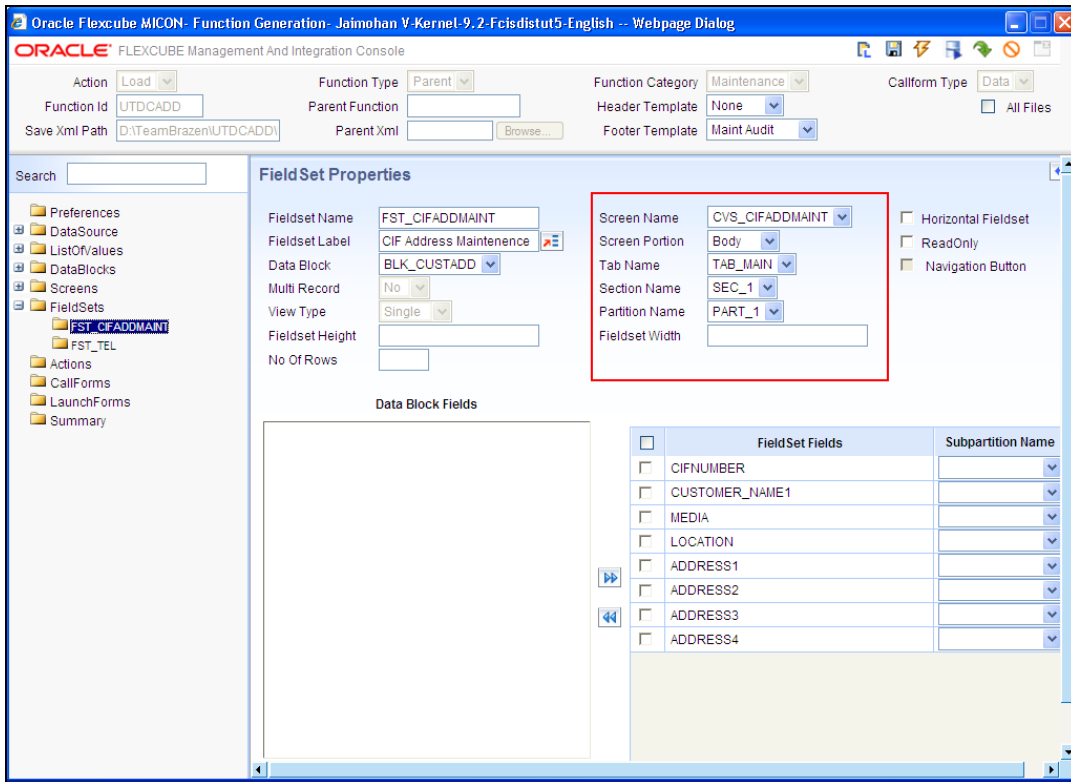 Oracle Flexcube MICON- Function Generation- Jaimohan V-Kernel-9.2-Fcisdistut5-English -- Webpage Dialog
ORACLE FLEXCUBE Management And Integration Console
Action Load Function Type Parent Function Category Maintenance Callform Type Data
Function Id UTDCADD Parent Function Header Template None All Files
Save Xml Path D:\TeamBrazen\UTDCADD\ Parent Xml Browse... Footer Template Maint Audit
Search
Preferences
DataSource
ListOfValues
DataBlocks
Screens
FieldSets
FST_CIFADDMAINT
FST_TEL
Actions
CallForms
LaunchForms
Summary
FieldSet Properties
Fieldset Name FST_CIFADDMAINT Screen Name CVS_CIFADDMAINT Horizontal Fieldset
Fieldset Label CIF Address Maintenence Screen Portion Body ReadOnly
Data Block BLK_CUSTADD Tab Name TAB_MAIN Navigation Button
Multi Record No Section Name SEC_1
View Type Single Partition Name PART_1
Fieldset Height Fieldset Width
No Of Rows
Data Block Fields
FieldSet Fields Subpartition Name
CIFNUMBER
CUSTOMER_NAME1
MEDIA
LOCATION
ADDRESS1
ADDRESS2
ADDRESS3
ADDRESS4